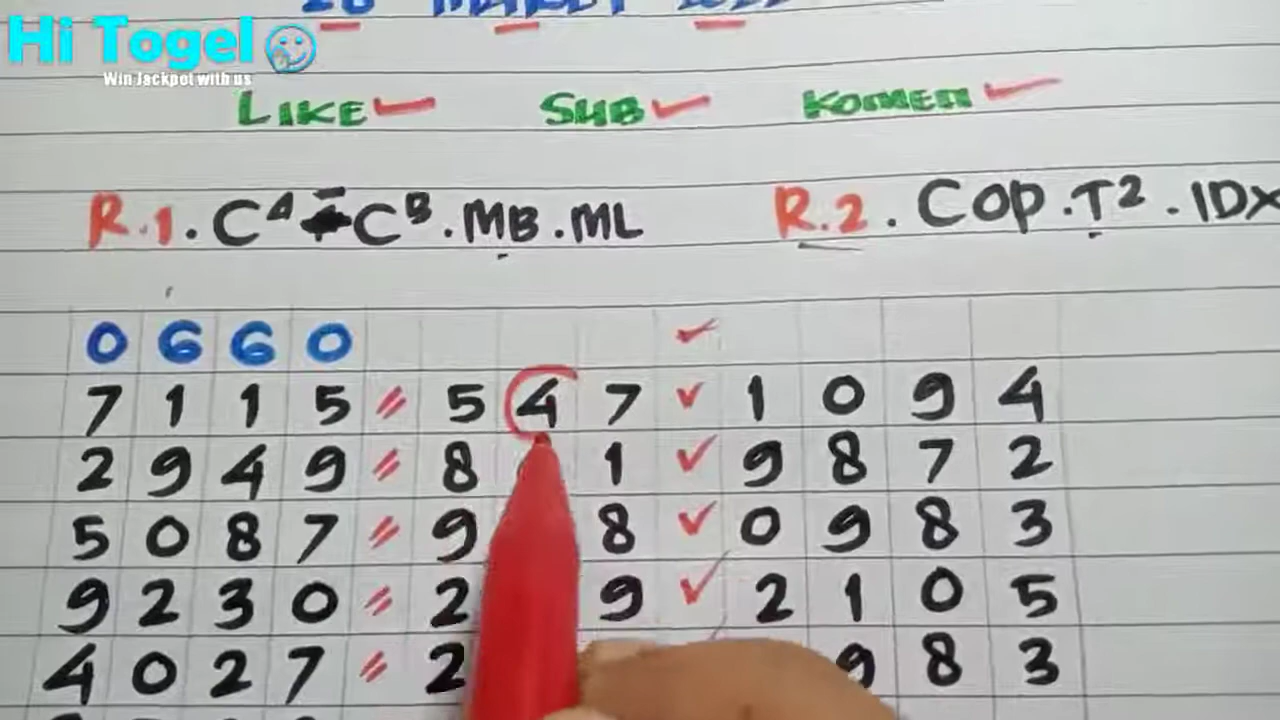 Hi Togel
Win Jackpot with us
LIKE SUB KOMEN
R.1. C^A C^B.MB.ML R.2. COP.T2.IDX
0 6 6 0
7 1 1 5 5 4 7 1 0 9 4
2 9 4 9 8 1 9 8 7 2
5 0 8 7 9 8 0 9 8 3
9 2 3 0 2 9 2 1 0 5
4 0 2 7 2 9 8 3